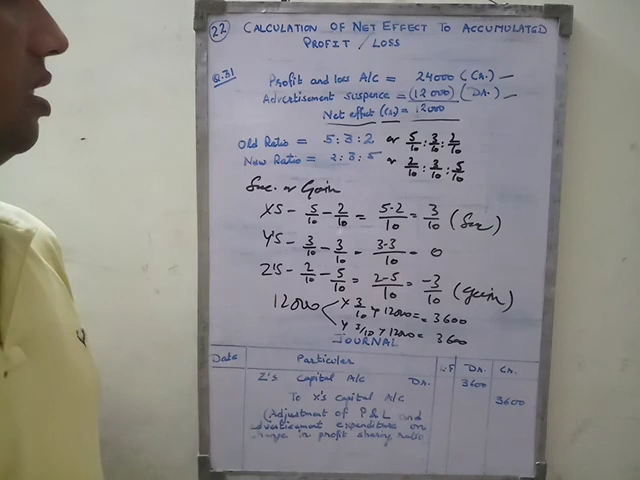 22 CALCULATION OF NET EFFECT TO ACCUMULATED
PROFIT / LOSS
Q.31
Profit and loss A/C = 24000 (CR.) –
Advertisement suspence = (12000) (DR.) –
Net effect (CR) = 12000
Old Ratio = 5:3:2 or 5/10 : 3/10 : 2/10
New Ratio = 2:3:5 or 2/10 : 3/10 : 5/10
Sac. or Gain
X'S – 5/10 – 2/10 = 5-2/10 = 3/10 (Sac)
Y'S – 3/10 – 3/10 = 3-3/10 = 0
Z'S – 2/10 – 5/10 = 2-5/10 = -3/10 (gain)
12000 X 3/10 × 12000 = 3600
3/10 × 12000 = 3600
JOURNAL
Date Particular L.F DR. CR.
Z's Capital A/C DR. 3600
To X's Capital A/C 3600
(Adjustment of P & L and
advertisement expenditure on
change in profit sharing ratio